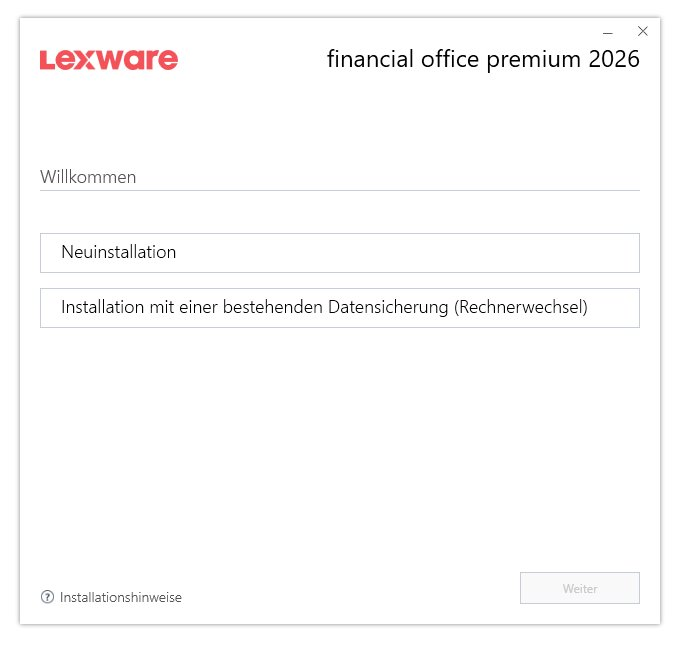 Lexware
financial office premium 2026
Willkommen
Neuinstallation
Installation mit einer bestehenden Datensicherung (Rechnerwechsel)
? Installationshinweise
Weiter